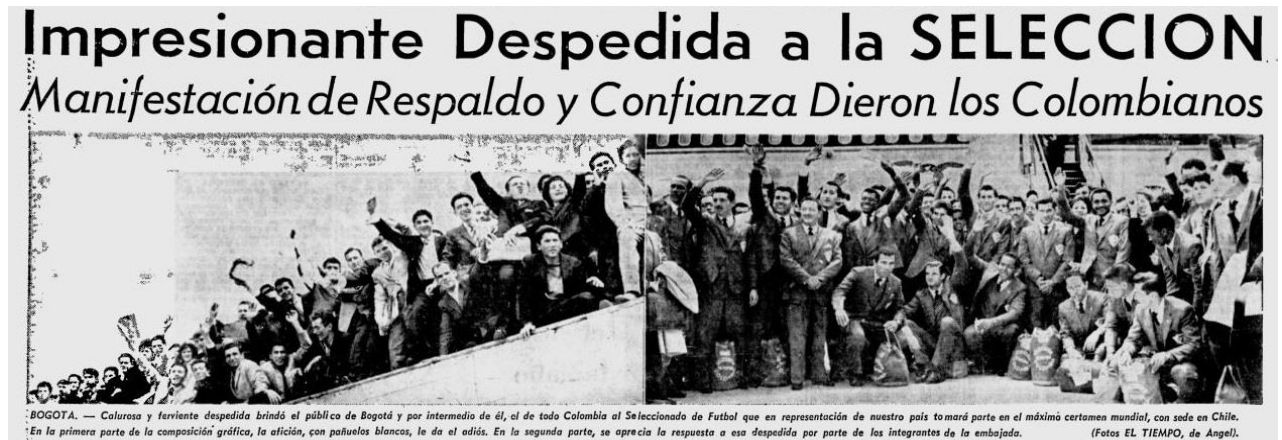 Impresionante Despedida a la SELECCION
Manifestación de Respaldo y Confianza Dieron los Colombianos
BOGOTA. — Calurosa y ferviente despedida brindó el público de Bogotá y por intermedio de él, el de todo Colombia al Seleccionado de Futbol que en representación de nuestro país tomará parte en el máximo certamen mundial, con sede en Chile.
En la primera parte de la composición gráfica, la afición, con pañuelos blancos, le da el adiós. En la segunda parte, se aprecia la respuesta a esa despedida por parte de los integrantes de la embajada. (Fotos EL TIEMPO, de Angel).